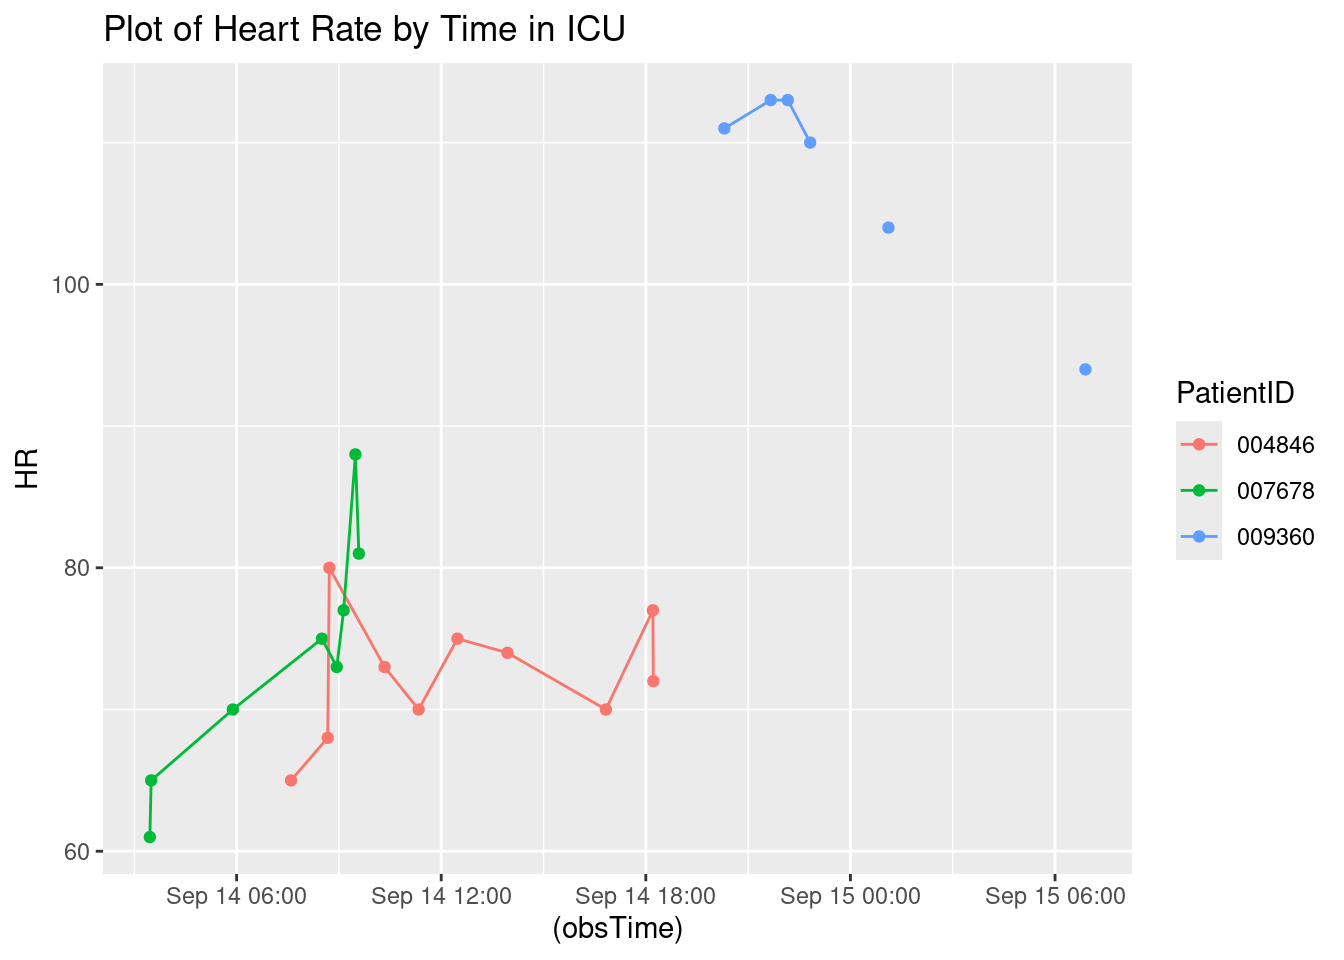 Plot of Heart Rate by Time in ICU
HR
100
80
60
Sep 14 06:00 Sep 14 12:00 Sep 14 18:00 Sep 15 00:00 Sep 15 06:00
(obsTime)
PatientID
004846
007678
009360